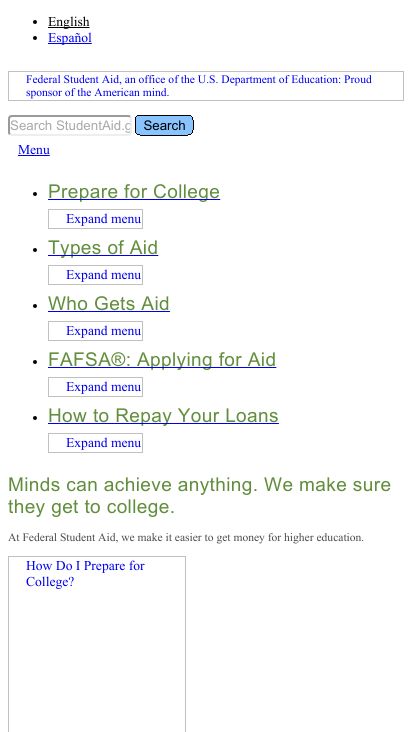 English
Español
Federal Student Aid, an office of the U.S. Department of Education: Proud
sponsor of the American mind.
Search StudentAid.g
Search
Menu
Prepare for College
Expand menu
Types of Aid
Expand menu
Who Gets Aid
Expand menu
FAFSA®: Applying for Aid
Expand menu
How to Repay Your Loans
Expand menu
Minds can achieve anything. We make sure
they get to college.
At Federal Student Aid, we make it easier to get money for higher education.
How Do I Prepare for
College?